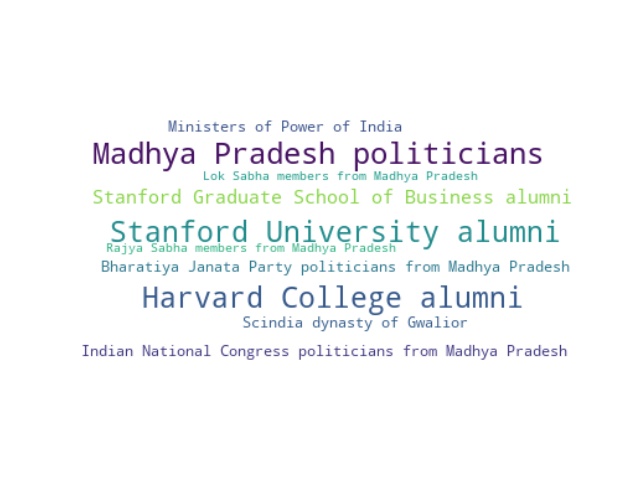 Ministers of Power of India
Madhya Pradesh politicians
Lok Sabha members from Madhya Pradesh
Stanford Graduate School of Business alumni
Stanford University alumni
Rajya Sabha members from Madhya Pradesh
Bharatiya Janata Party politicians from Madhya Pradesh
Harvard College alumni
Scindia dynasty of Gwalior
Indian National Congress politicians from Madhya Pradesh